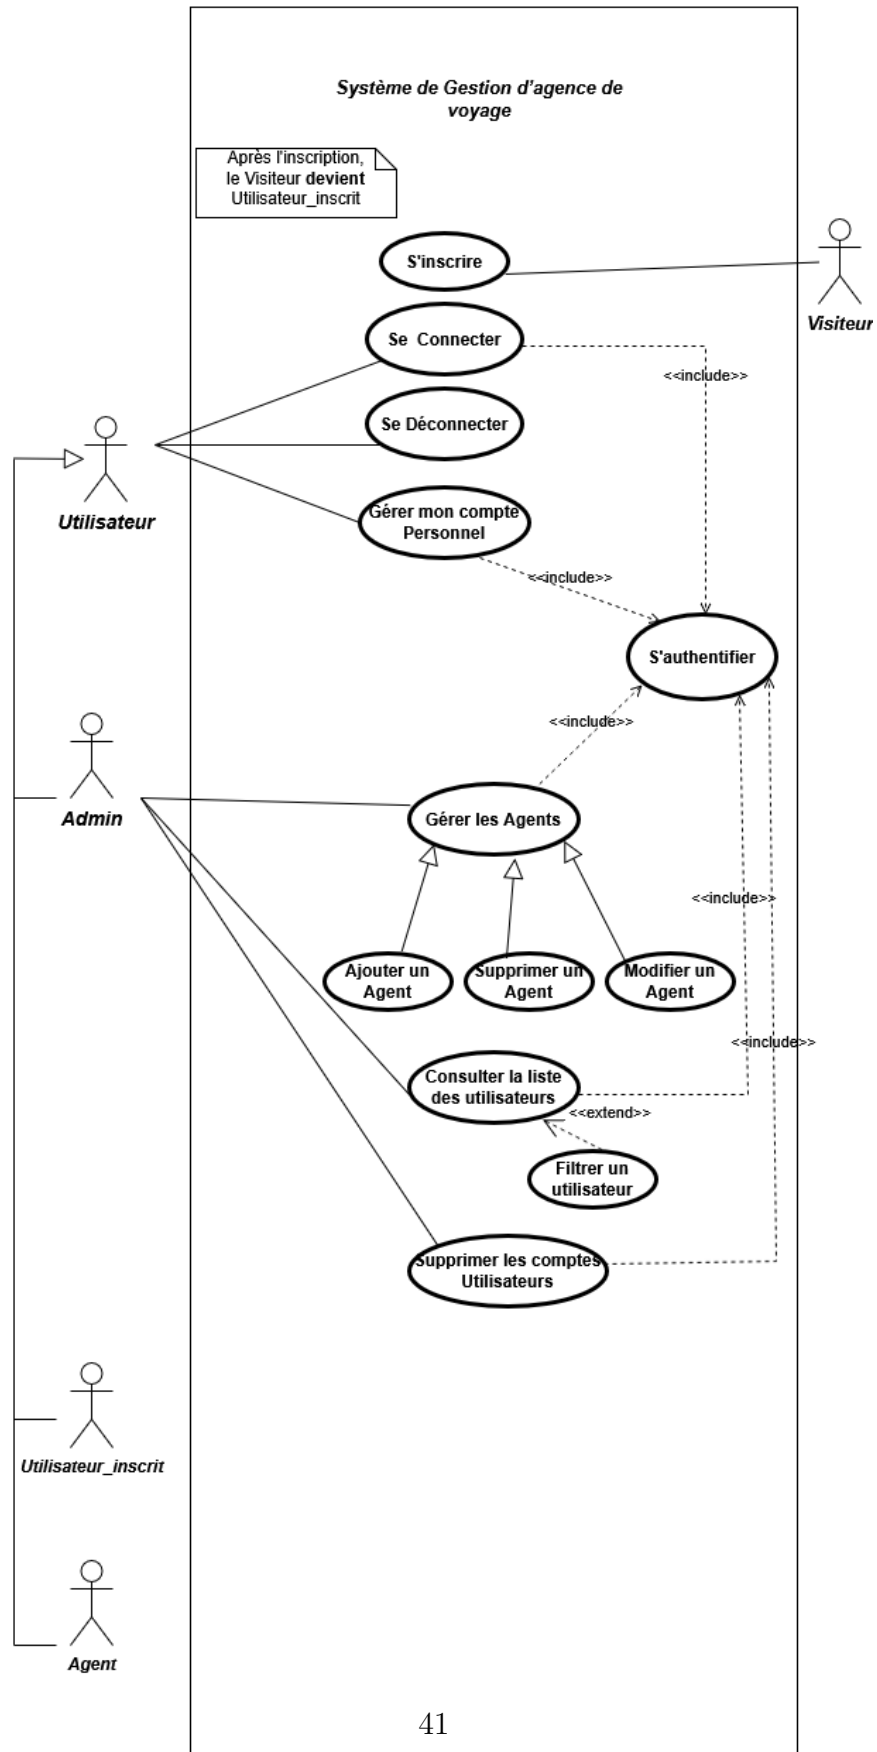 Système de Gestion d'agence de
voyage
Après l'inscription,
le Visiteur devient
Utilisateur_inscrit
S'inscrire
Visiteur
Se Connecter
<<include>>
Se Déconnecter
Utilisateur
Gérer mon compte
Personnel
<<include>>
S'authentifier
<<include>>
Admin
Gérer les Agents
<<include>>
Ajouter un
Agent
Supprimer un
Agent
Modifier un
Agent
<<include>>
Consulter la liste
des utilisateurs
<<extend>>
Filtrer un
utilisateur
Supprimer les comptes
Utilisateurs
Utilisateur_inscrit
Agent
41